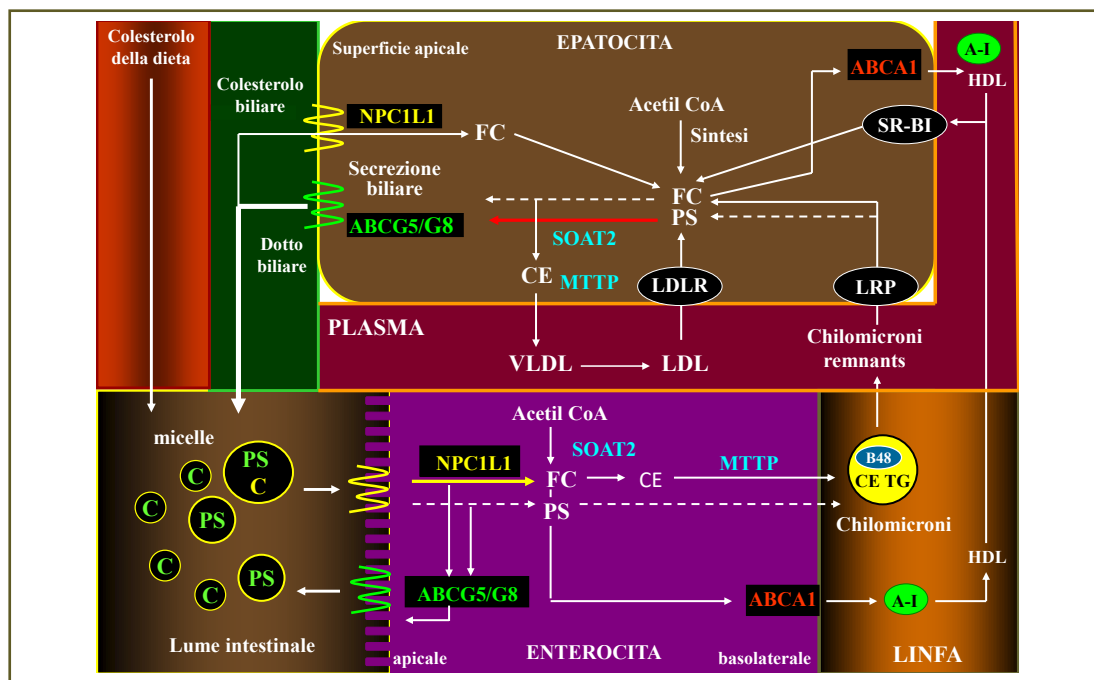 Colesterolo
della dieta
Colesterolo
biliare
Dotto
biliare
Superficie apicale
EPATOCITA
NPC1L1
FC
Acetil CoA
Sintesi
ABCA1
A-I
HDL
SR-BI
Secrezione
biliare
ABCG5/G8
FC
PS
SOAT2
CE
MTTP
LDLR
LRP
PLASMA
VLDL
LDL
Chilomicroni
remnants
micelle
PS
C
C
C
PS
C
C
PS
Lume intestinale
Acetil CoA
NPC1L1
SOAT2
FC
CE
MTTP
PS
ABCG5/G8
ABCA1
apicale
ENTEROCITA
basolaterale
B48
CE TG
Chilomicroni
HDL
A-I
LINFA